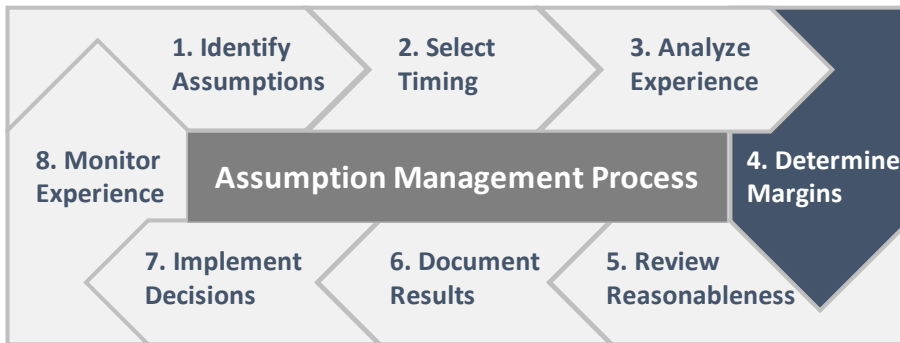 1. Identify
Assumptions
2. Select
Timing
3. Analyze
Experience
4. Determine
Margins
5. Review
Reasonableness
6. Document
Results
7. Implement
Decisions
8. Monitor
Experience
Assumption Management Process